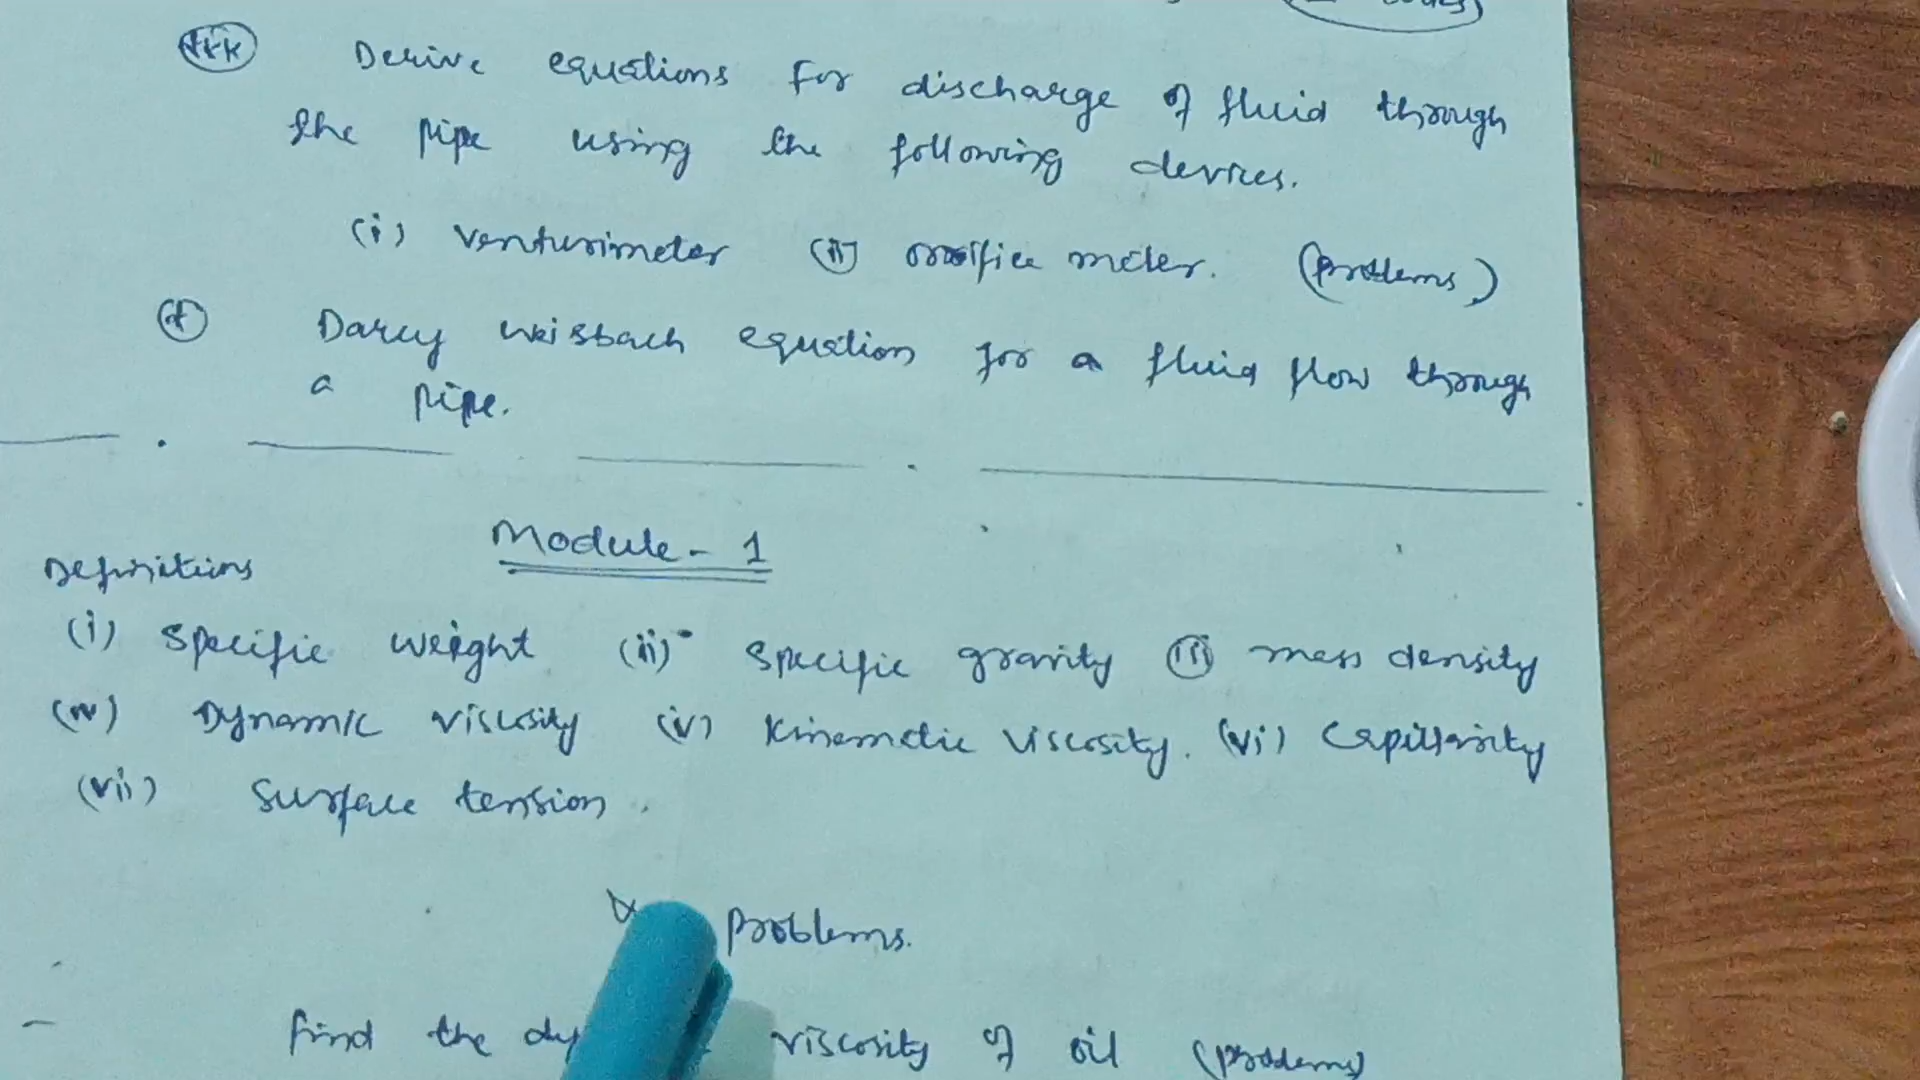 *** Derive equations for discharge of fluid through
the pipe using the following devices.
(i) Venturimeter (ii) orifice meter. (problems)
* Darcy weisbach equation for a fluid flow through
a pipe.
Module - 1
Definitions
(i) Specific weight (ii) Specific gravity (iii) mass density
(iv) Dynamic viscosity (v) Kinematic viscosity. (vi) Capillarity
(vii) Surface tension.
problems.
- find the viscosity of oil (problems)